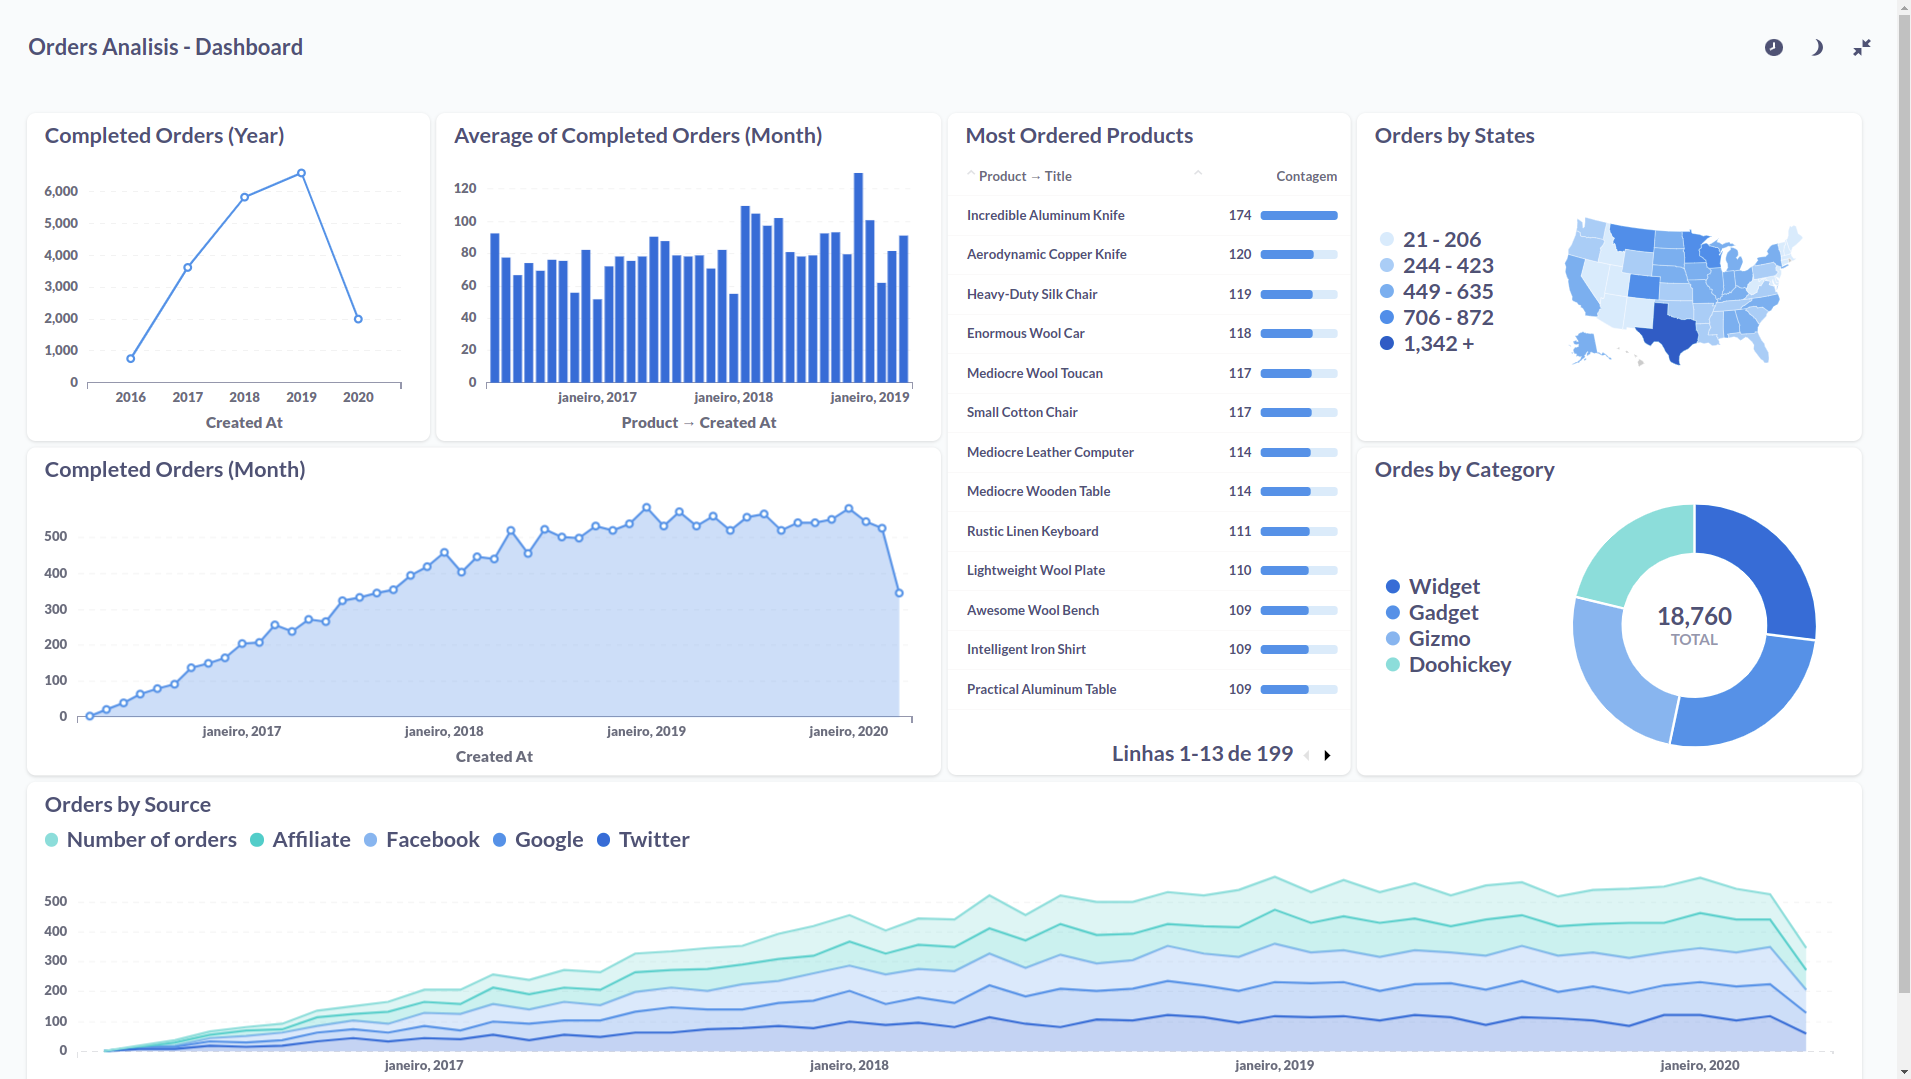 Orders Analisis - Dashboard
Completed Orders (Year)
6,000
5,000
4,000
3,000
2,000
1,000
0
2016 2017 2018 2019 2020
Created At
Average of Completed Orders (Month)
120
100
80
60
40
20
0
janeiro, 2017 janeiro, 2018 janeiro, 2019
Product → Created At
Most Ordered Products
Product → Title Contagem
Incredible Aluminum Knife 174
Aerodynamic Copper Knife 120
Heavy-Duty Silk Chair 119
Enormous Wool Car 118
Mediocre Wool Toucan 117
Small Cotton Chair 117
Mediocre Leather Computer 114
Mediocre Wooden Table 114
Rustic Linen Keyboard 111
Lightweight Wool Plate 110
Awesome Wool Bench 109
Intelligent Iron Shirt 109
Practical Aluminum Table 109
Linhas 1-13 de 199
Orders by States
21 - 206
244 - 423
449 - 635
706 - 872
1,342 +
Completed Orders (Month)
500
400
300
200
100
0
janeiro, 2017 janeiro, 2018 janeiro, 2019 janeiro, 2020
Created At
Ordes by Category
Widget
Gadget
Gizmo
Doohickey
18,760
TOTAL
Orders by Source
Number of orders Affiliate Facebook Google Twitter
500
400
300
200
100
0
janeiro, 2017 janeiro, 2018 janeiro, 2019 janeiro, 2020